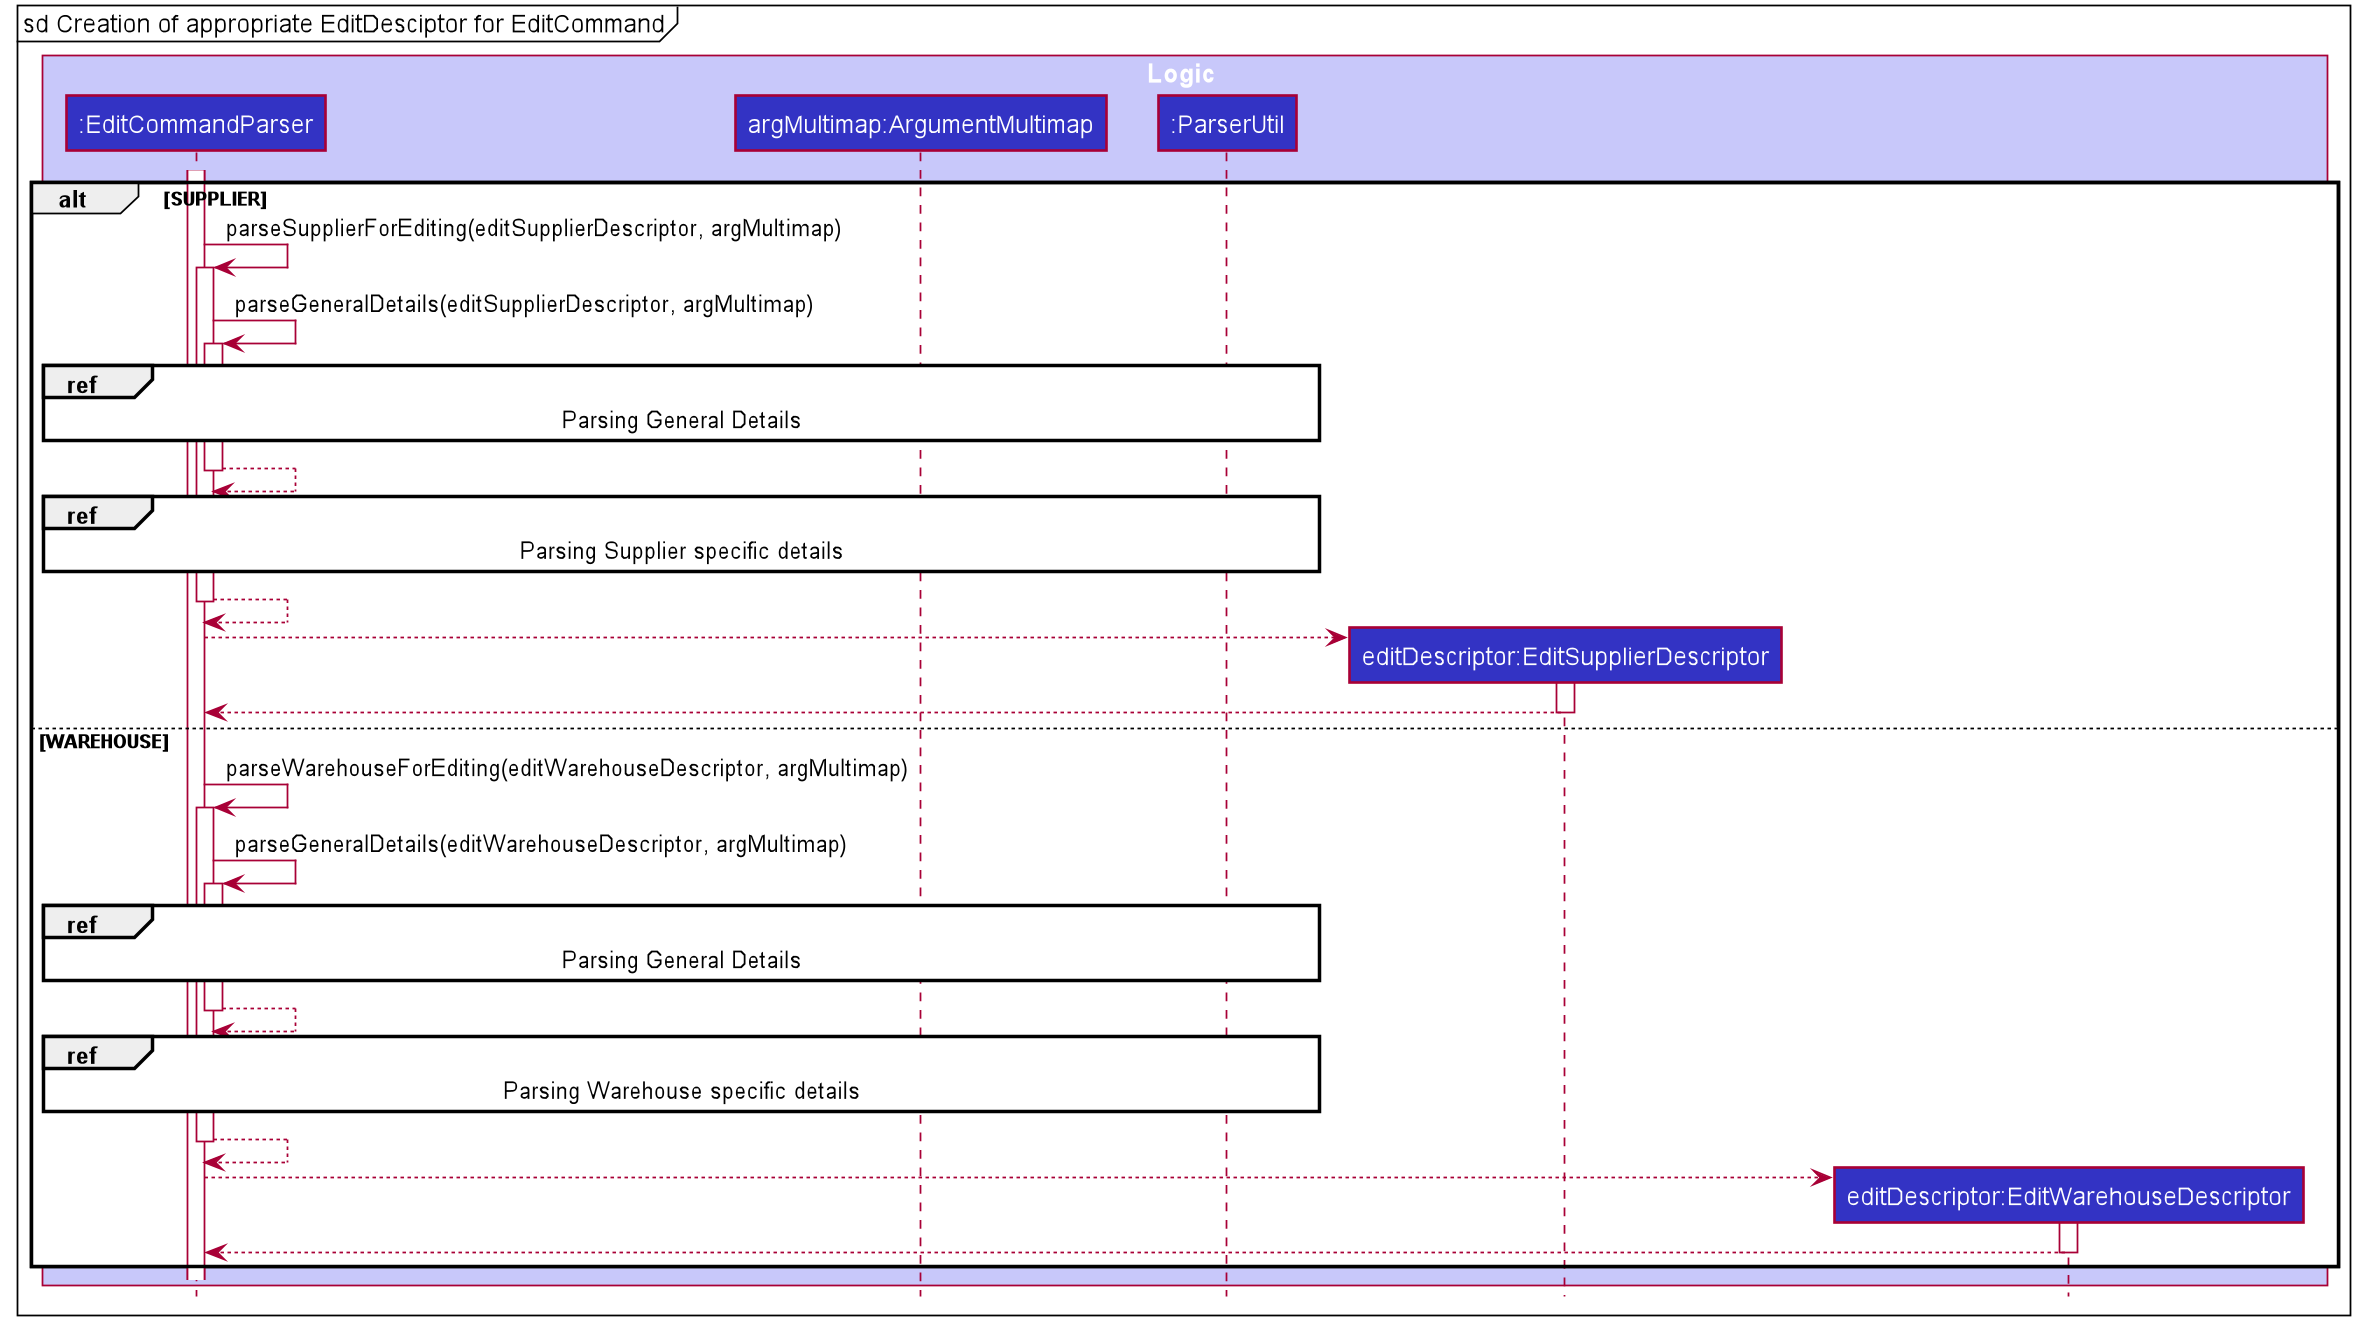 sd Creation of appropriate EditDesciptor for EditCommand
Logic
:EditCommandParser
argMultimap:ArgumentMultimap
:ParserUtil
alt
[SUPPLIER]
parseSupplierForEditing(editSupplierDescriptor, argMultimap)
parseGeneralDetails(editSupplierDescriptor, argMultimap)
ref
Parsing General Details
ref
Parsing Supplier specific details
editDescriptor:EditSupplierDescriptor
[WAREHOUSE]
parseWarehouseForEditing(editWarehouseDescriptor, argMultimap)
parseGeneralDetails(editWarehouseDescriptor, argMultimap)
ref
Parsing General Details
ref
Parsing Warehouse specific details
editDescriptor:EditWarehouseDescriptor